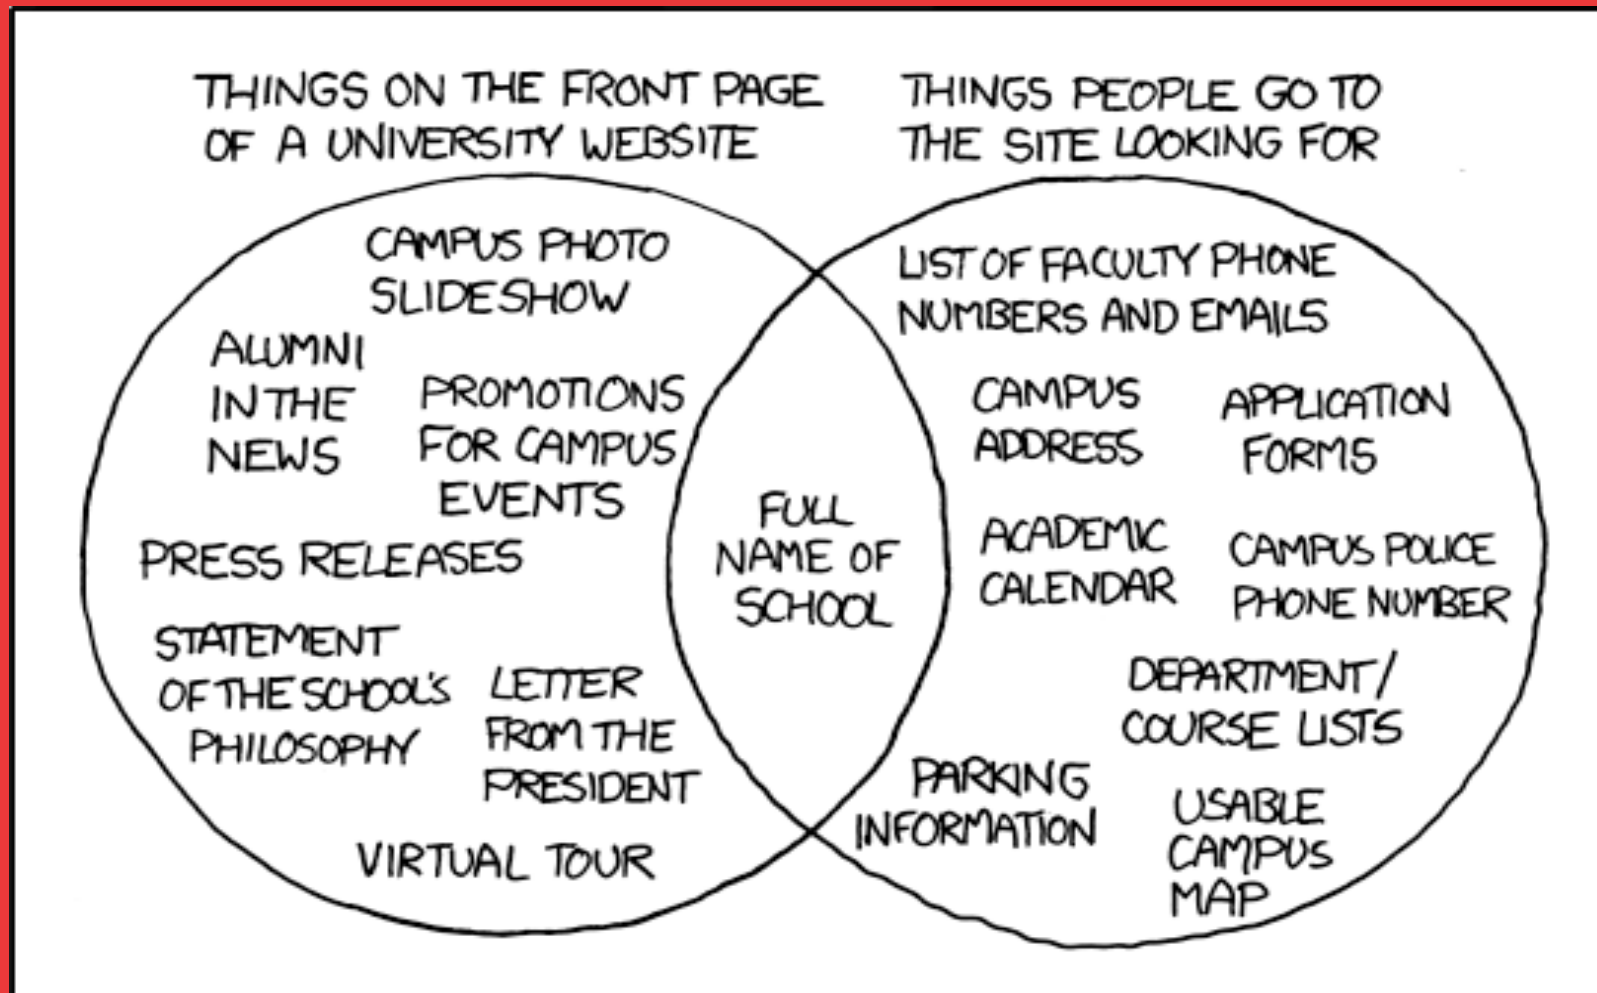 THINGS ON THE FRONT PAGE
OF A UNIVERSITY WEBSITE
THINGS PEOPLE GO TO
THE SITE LOOKING FOR
CAMPUS PHOTO
SLIDESHOW
ALUMNI
IN THE
NEWS
PROMOTIONS
FOR CAMPUS
EVENTS
PRESS RELEASES
STATEMENT
OF THE SCHOOL'S
PHILOSOPHY
LETTER
FROM THE
PRESIDENT
VIRTUAL TOUR
FULL
NAME OF
SCHOOL
LIST OF FACULTY PHONE
NUMBERS AND EMAILS
CAMPUS
ADDRESS
APPLICATION
FORMS
ACADEMIC
CALENDAR
CAMPUS POLICE
PHONE NUMBER
DEPARTMENT/
COURSE LISTS
PARKING
INFORMATION
USABLE
CAMPUS
MAP